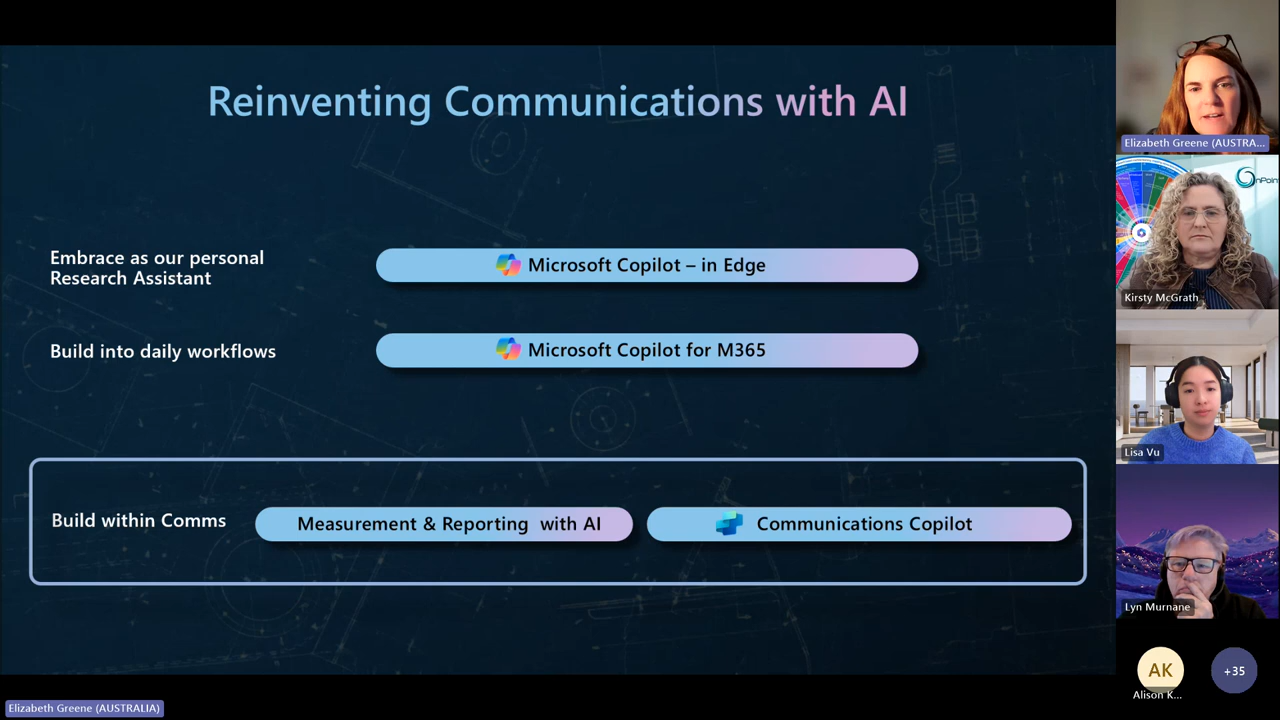 Reinventing Communications with AI
Embrace as our personal
Research Assistant
Microsoft Copilot – in Edge
Build into daily workflows
Microsoft Copilot for M365
Build within Comms
Measurement & Reporting with AI
Communications Copilot
Elizabeth Greene (AUSTRALIA)
Elizabeth Greene (AUSTRA...
Kirsty McGrath
Lisa Vu
Lyn Murnane
AK
Alison K...
+35